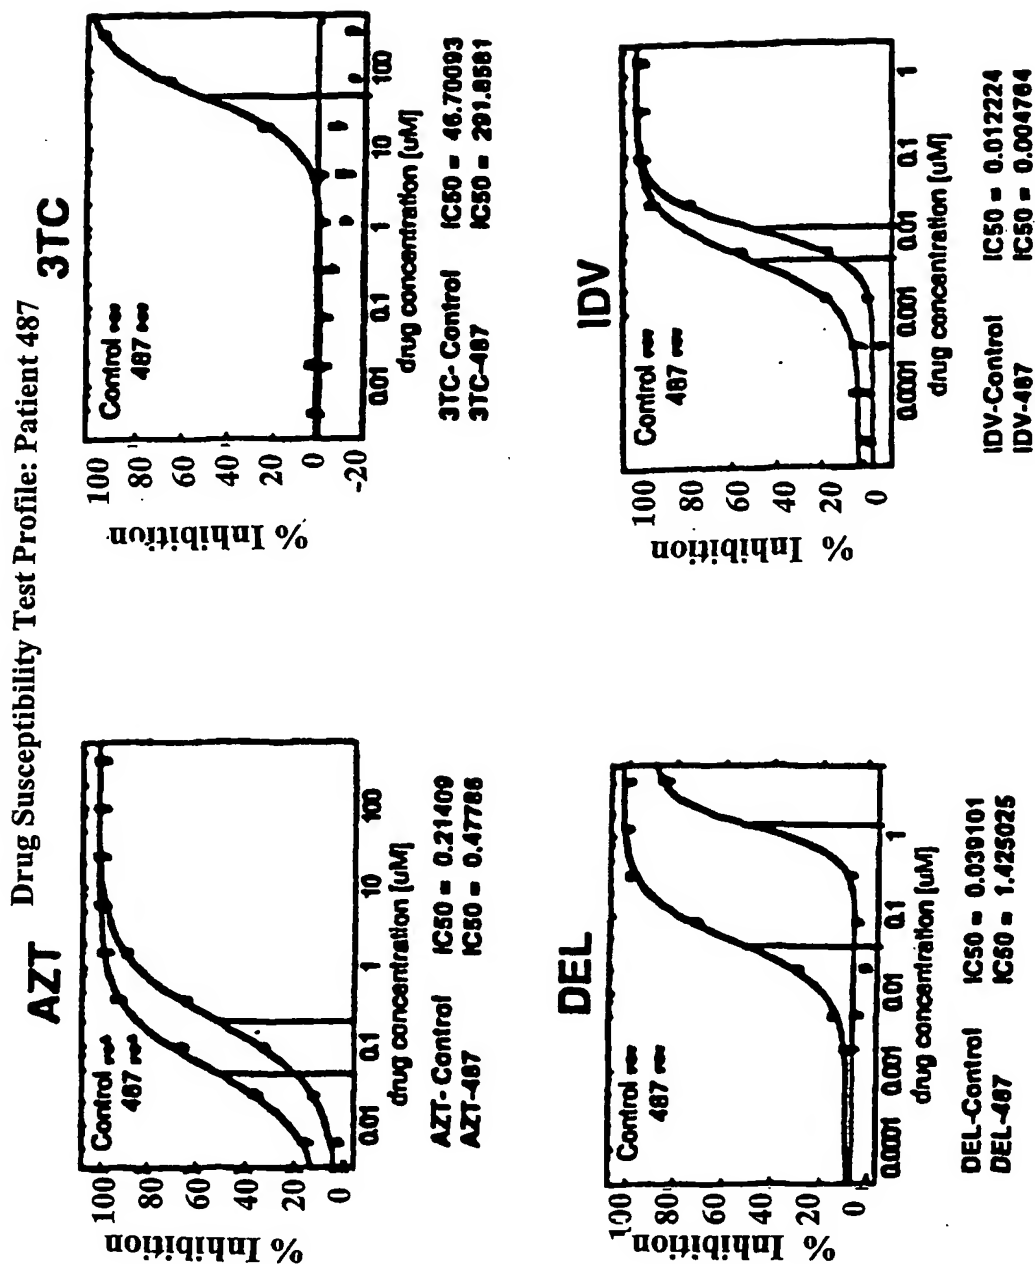 Drug Susceptibility Test Profile: Patient 487
AZT
% Inhibition
100
80
60
40
20
0
Control
487
0.01 0.1 1 10 100
drug concentration [uM]
AZT- Control IC50 = 0.21409
AZT-487 IC50 = 0.47786
3TC
% Inhibition
100
80
60
40
20
0
-20
Control
487
0.01 0.1 1 10 100
drug concentration [uM]
3TC- Control IC50 = 46.70093
3TC-487 IC50 = 291.8581
DEL
% Inhibition
100
80
60
40
20
0
Control
487
0.0001 0.001 0.01 0.1 1
drug concentration [uM]
DEL-Control IC50 = 0.039101
DEL-487 IC50 = 1.425025
IDV
% Inhibition
100
80
60
40
20
0
Control
487
0.0001 0.001 0.01 0.1 1
drug concentration [uM]
IDV-Control IC50 = 0.012224
IDV-487 IC50 = 0.004764